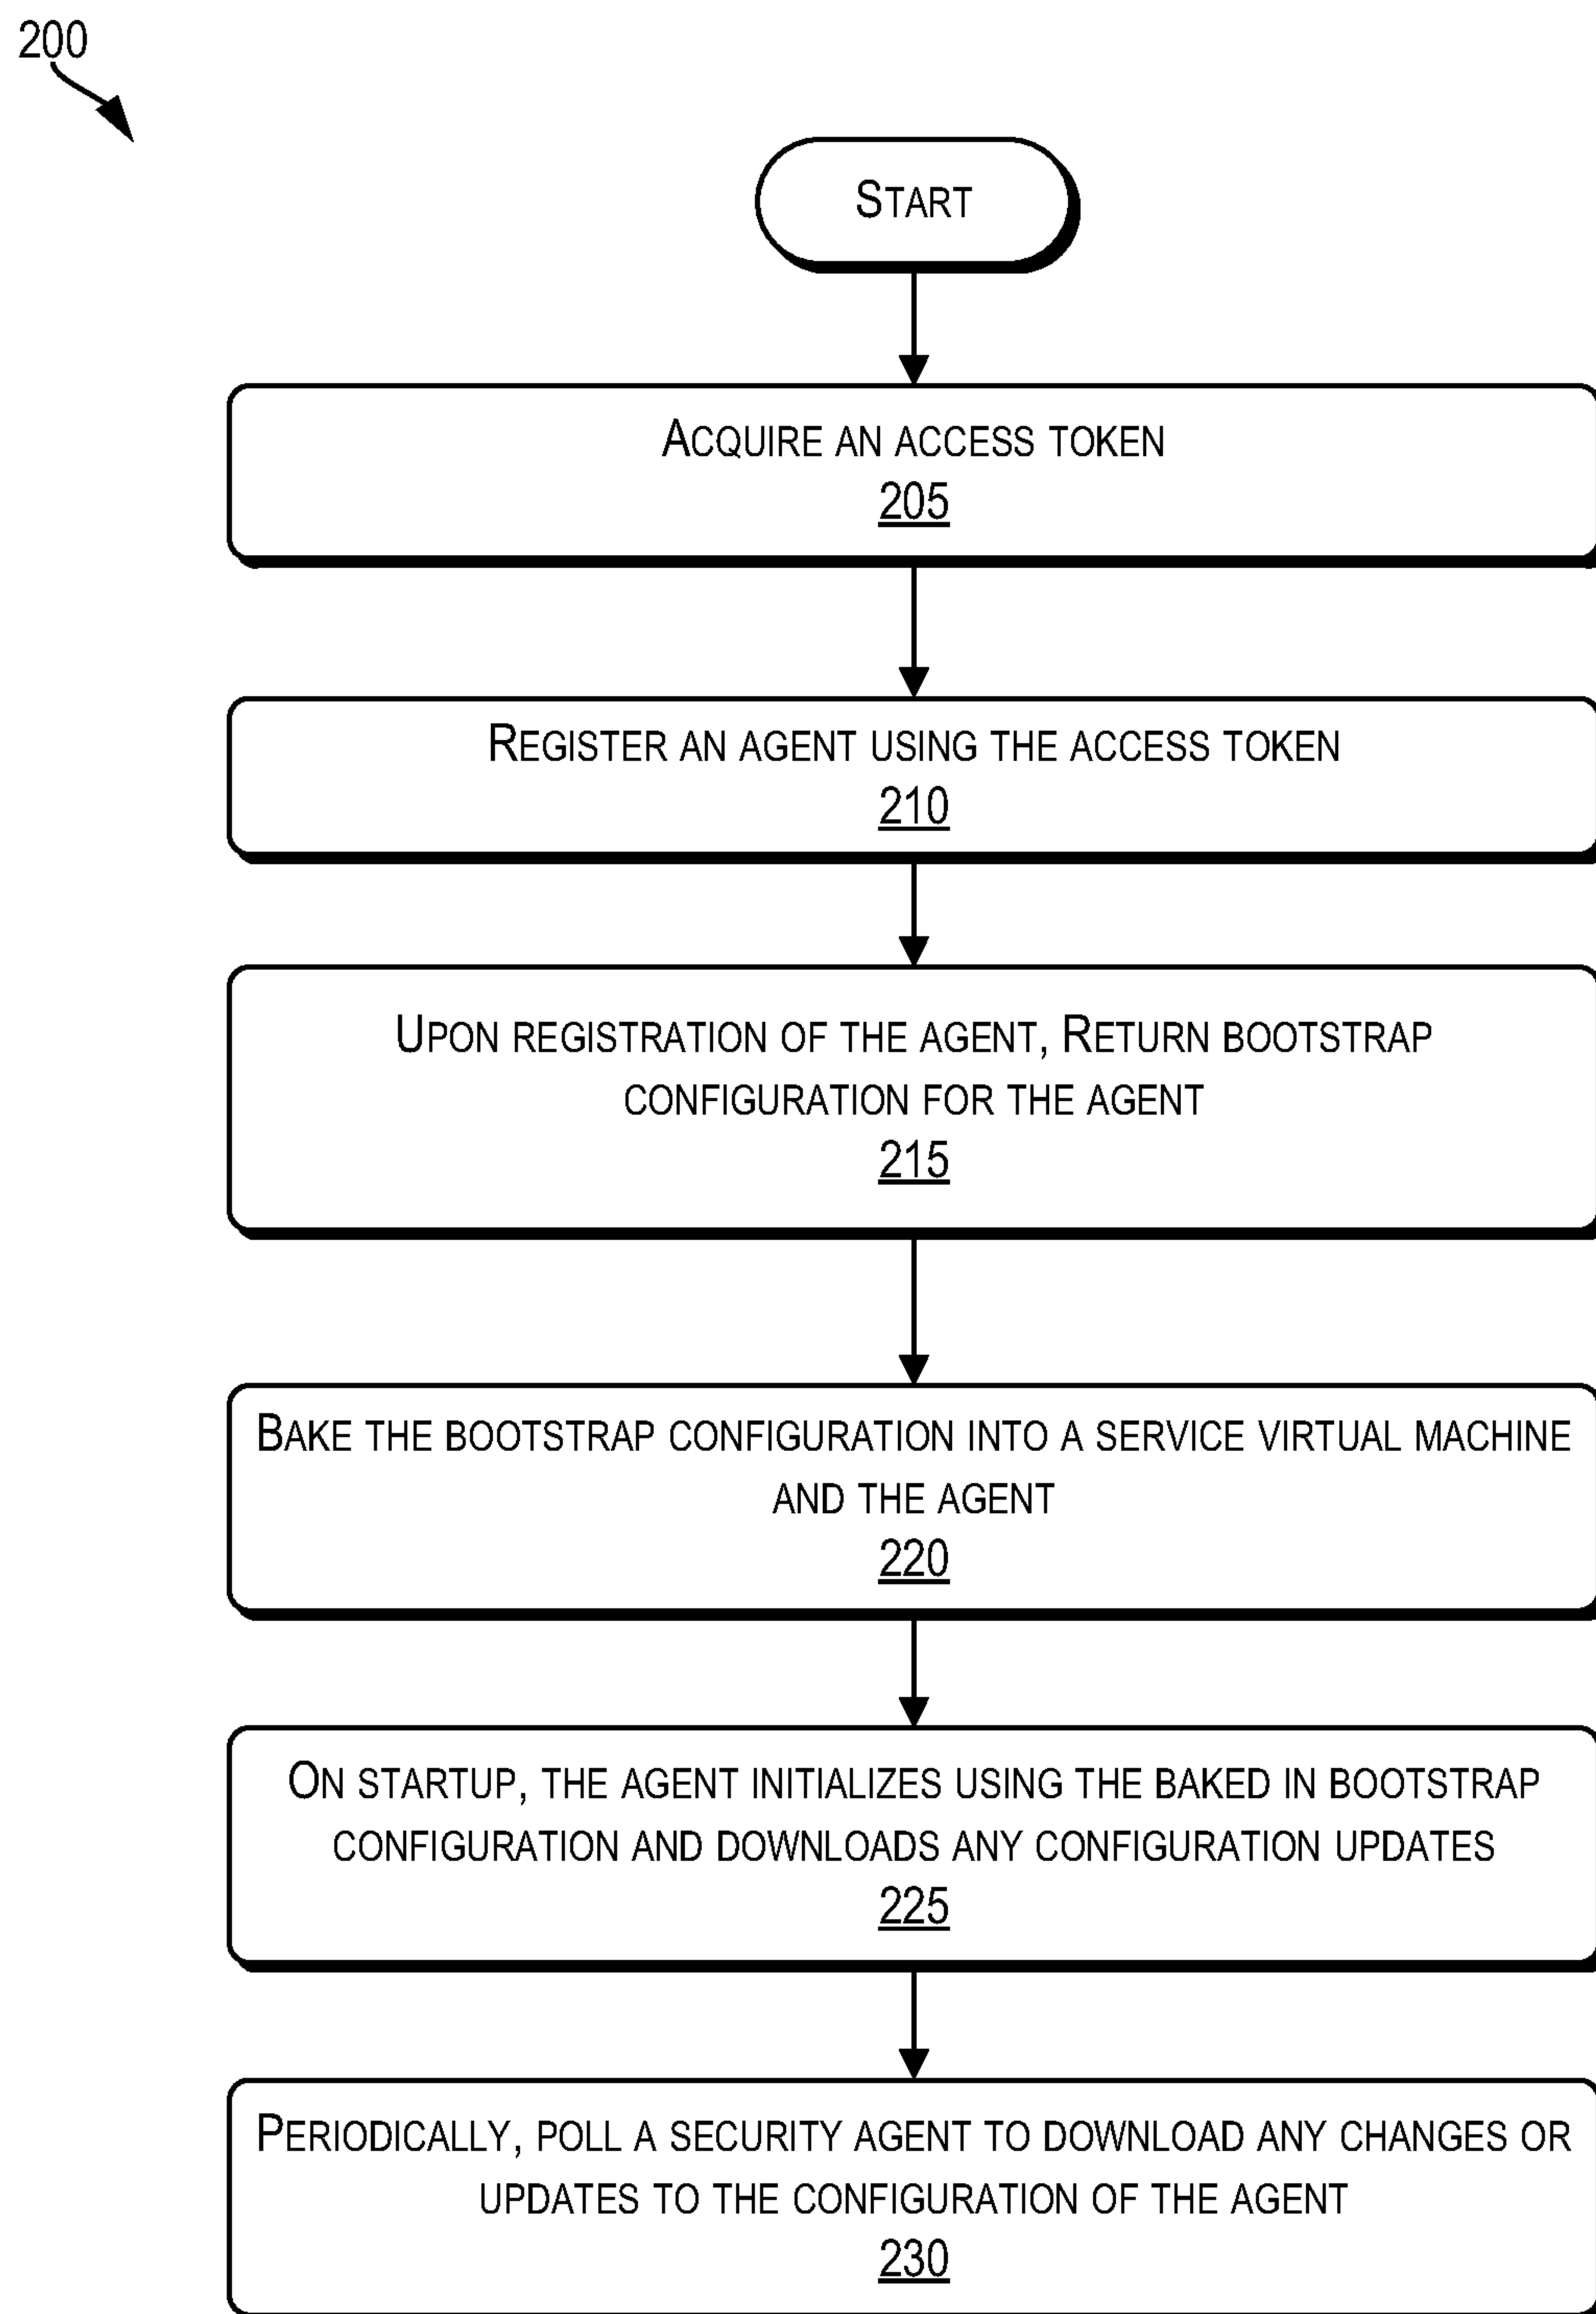 200
START
ACQUIRE AN ACCESS TOKEN
205
REGISTER AN AGENT USING THE ACCESS TOKEN
210
UPON REGISTRATION OF THE AGENT, RETURN BOOTSTRAP
CONFIGURATION FOR THE AGENT
215
BAKE THE BOOTSTRAP CONFIGURATION INTO A SERVICE VIRTUAL MACHINE
AND THE AGENT
220
ON STARTUP, THE AGENT INITIALIZES USING THE BAKED IN BOOTSTRAP
CONFIGURATION AND DOWNLOADS ANY CONFIGURATION UPDATES
225
PERIODICALLY, POLL A SECURITY AGENT TO DOWNLOAD ANY CHANGES OR
UPDATES TO THE CONFIGURATION OF THE AGENT
230